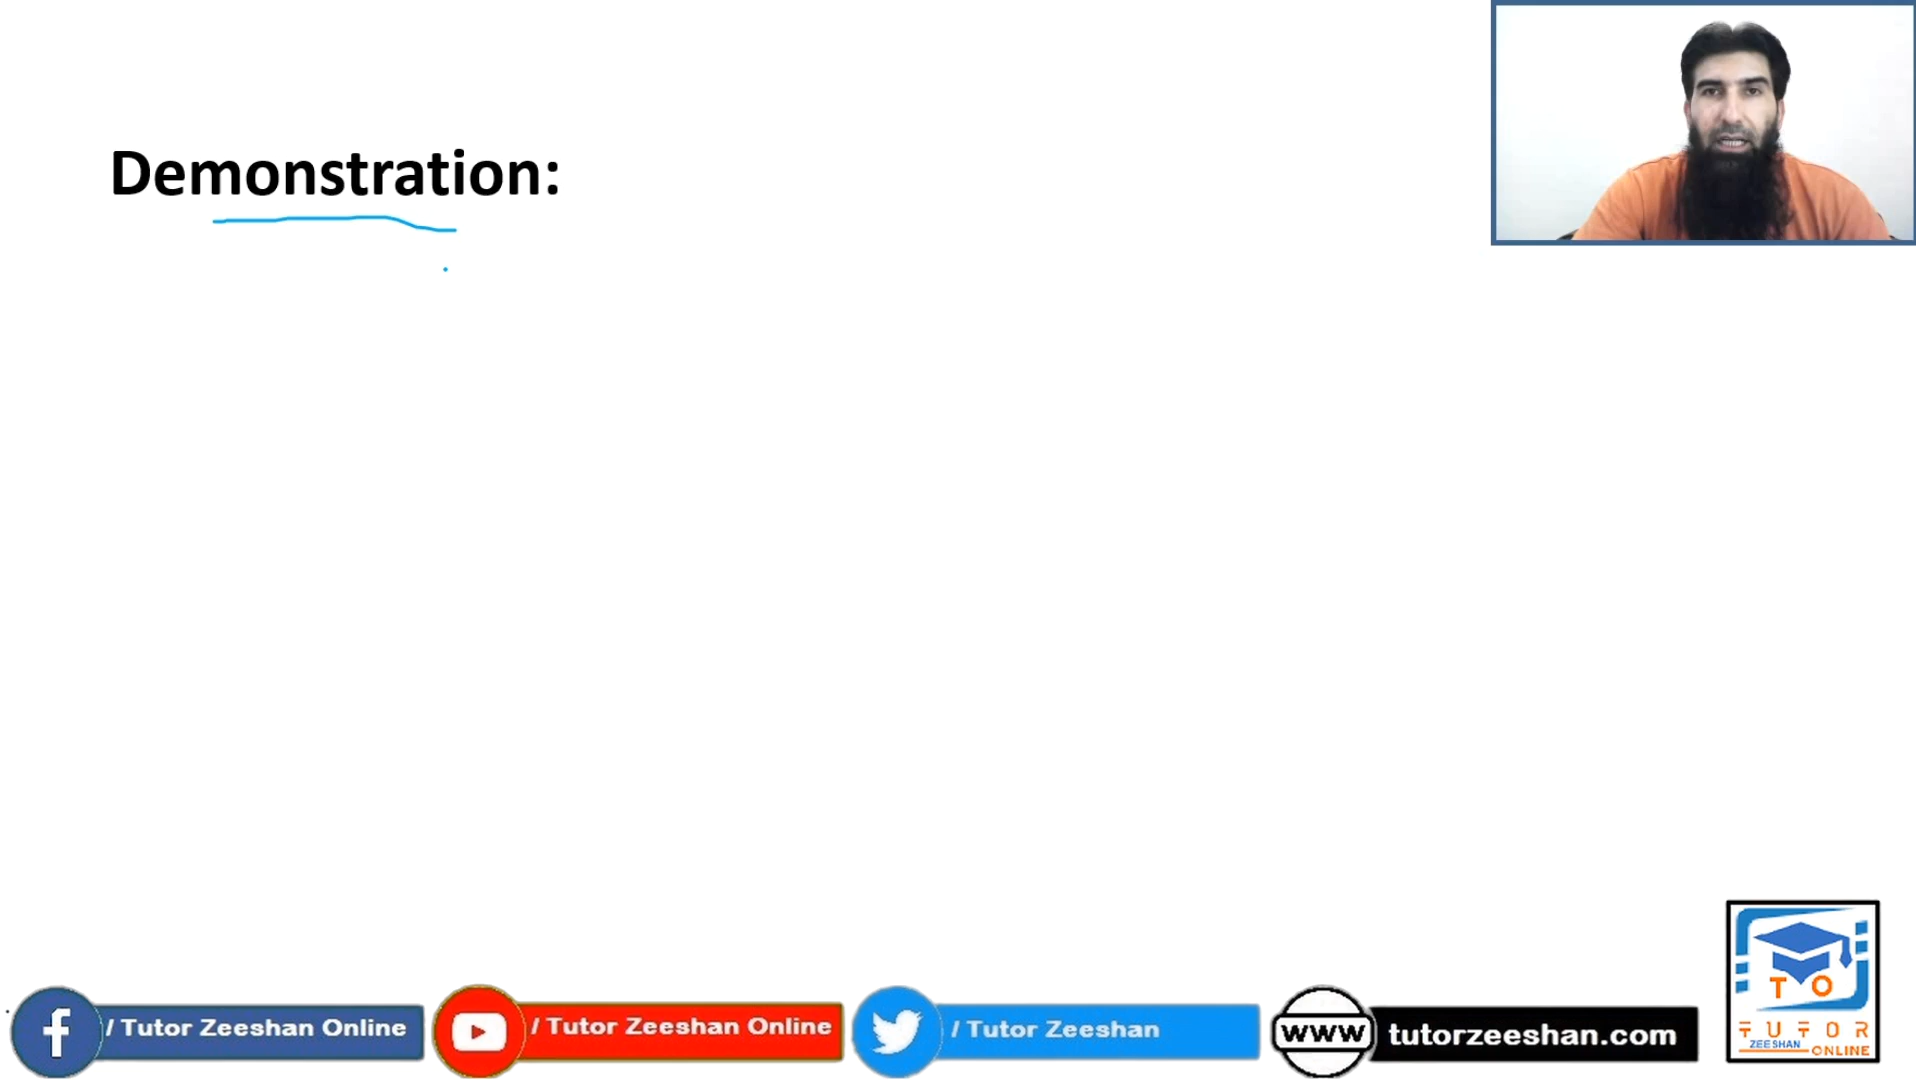 Demonstration:
/ Tutor Zeeshan Online
/ Tutor Zeeshan Online
/ Tutor Zeeshan
www
tutorzeeshan.com
T O
TUTOR
ZEESHAN
ONLINE